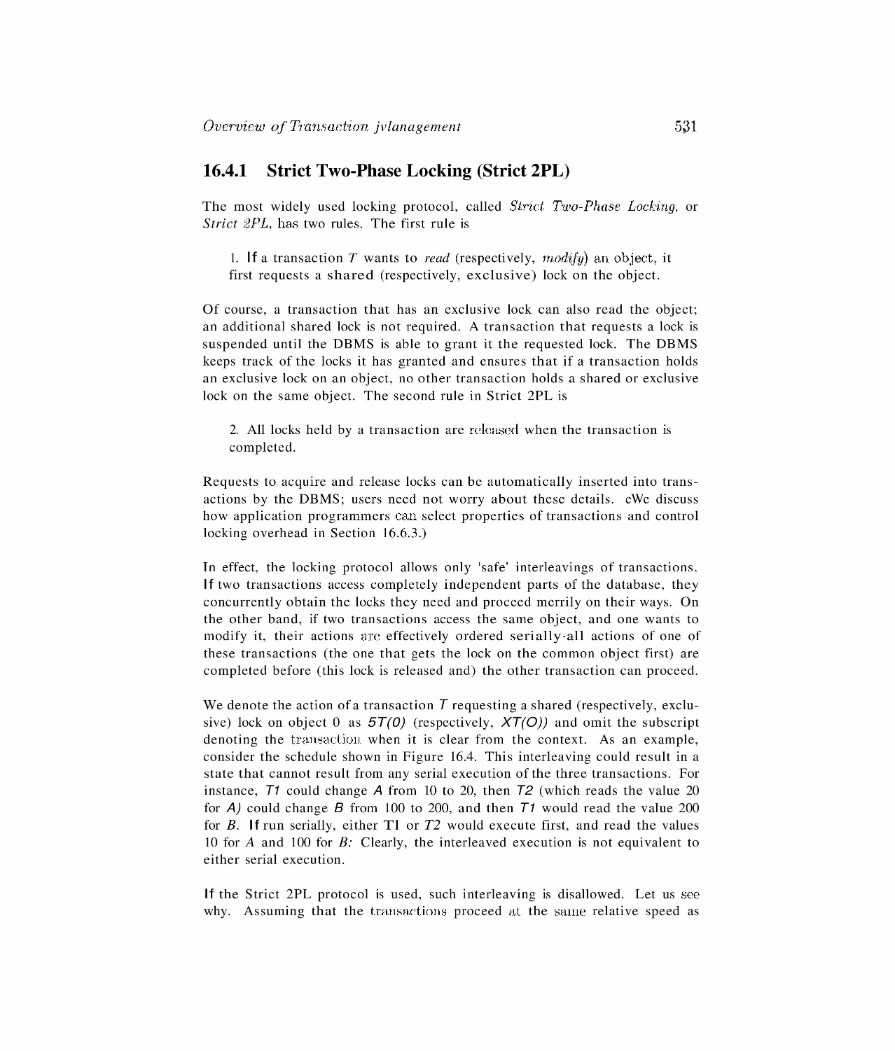 Overview of Transaction jvlanagement 531
16.4.1 Strict Two-Phase Locking (Strict 2PL)
The most widely used locking protocol, called Strict Two-Phase Locking, or
Strict 2PL, has two rules. The first rule is
1. If a transaction T wants to read (respectively, modify) an object, it
first requests a shared (respectively, exclusive) lock on the object.
Of course, a transaction that has an exclusive lock can also read the object;
an additional shared lock is not required. A transaction that requests a lock is
suspended until the DBMS is able to grant it the requested lock. The DBMS
keeps track of the locks it has granted and ensures that if a transaction holds
an exclusive lock on an object, no other transaction holds a shared or exclusive
lock on the same object. The second rule in Strict 2PL is
2. All locks held by a transaction are released when the transaction is
completed.
Requests to acquire and release locks can be automatically inserted into trans-
actions by the DBMS; users need not worry about these details. cWe discuss
how application programmers can select properties of transactions and control
locking overhead in Section 16.6.3.)
In effect, the locking protocol allows only 'safe' interleavings of transactions.
If two transactions access completely independent parts of the database, they
concurrently obtain the locks they need and proceed merrily on their ways. On
the other band, if two transactions access the same object, and one wants to
modify it, their actions are effectively ordered serially-all actions of one of
these transactions (the one that gets the lock on the common object first) are
completed before (this lock is released and) the other transaction can proceed.
We denote the action of a transaction T requesting a shared (respectively, exclu-
sive) lock on object 0 as 5T(0) (respectively, XT(O)) and omit the subscript
denoting the transaction when it is clear from the context. As an example,
consider the schedule shown in Figure 16.4. This interleaving could result in a
state that cannot result from any serial execution of the three transactions. For
instance, T1 could change A from 10 to 20, then T2 (which reads the value 20
for A) could change B from 100 to 200, and then T1 would read the value 200
for B. If run serially, either T1 or T2 would execute first, and read the values
10 for A and 100 for B: Clearly, the interleaved execution is not equivalent to
either serial execution.
If the Strict 2PL protocol is used, such interleaving is disallowed. Let us see
why. Assuming that the transactions proceed at the same relative speed as